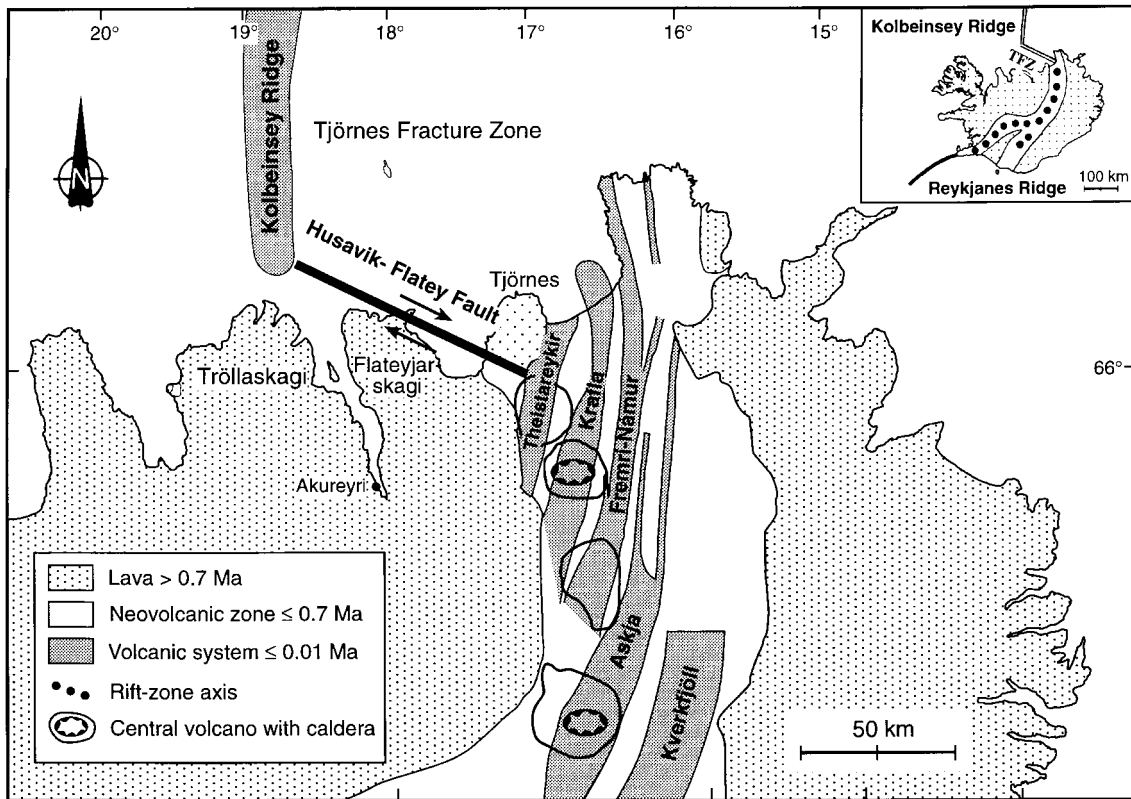 20°
19°
18°
17°
16°
15°
Kolbeinsey Ridge
TFZ
Reykjanes Ridge
100 km
N
Kolbeinsey Ridge
Tjörnes Fracture Zone
Husavik- Flatey Fault
Tjörnes
66°
Tröllaskagi
Flateyjar
skagi
Akureyri
Theistareykir
Krafla
Fremri-Namur
Askja
Kverkfjöll
Lava > 0.7 Ma
Neovolcanic zone ≤ 0.7 Ma
Volcanic system ≤ 0.01 Ma
Rift-zone axis
Central volcano with caldera
50 km